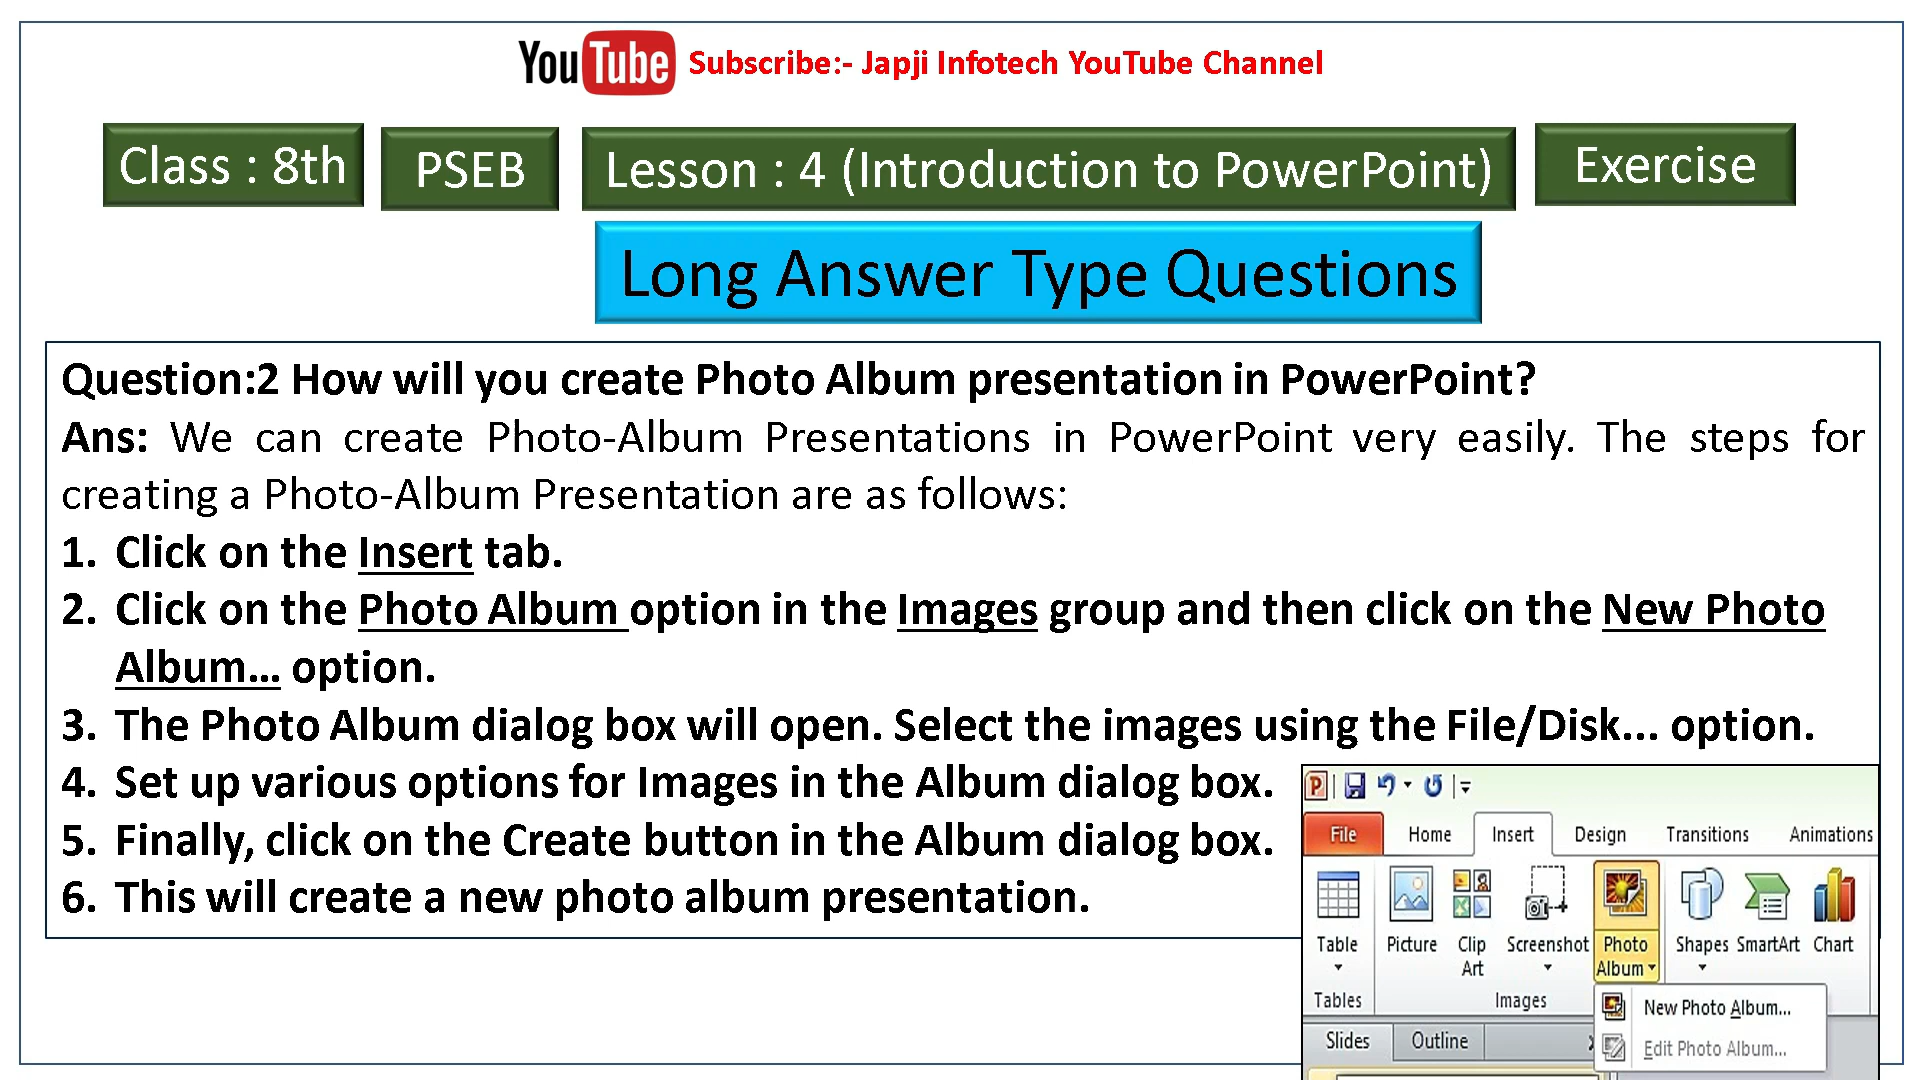 YouTube Subscribe:- Japji Infotech YouTube Channel
Class : 8th PSEB Lesson : 4 (Introduction to PowerPoint) Exercise
Long Answer Type Questions
Question:2 How will you create Photo Album presentation in PowerPoint?
Ans: We can create Photo-Album Presentations in PowerPoint very easily. The steps for
creating a Photo-Album Presentation are as follows:
1. Click on the Insert tab.
2. Click on the Photo Album option in the Images group and then click on the New Photo
Album... option.
3. The Photo Album dialog box will open. Select the images using the File/Disk... option.
4. Set up various options for Images in the Album dialog box.
5. Finally, click on the Create button in the Album dialog box.
6. This will create a new photo album presentation.
File Home Insert Design Transitions Animations
Table Picture Clip Screenshot Photo Shapes SmartArt Chart
Art Album
Tables Images
New Photo Album...
Slides Outline
Edit Photo Album...